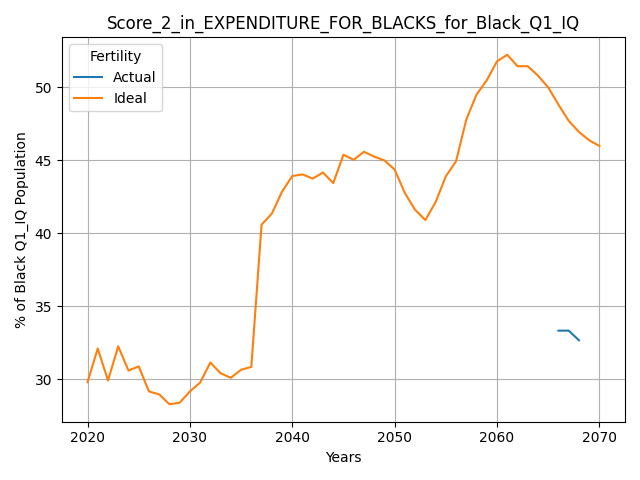 Score_2_in_EXPENDITURE_FOR_BLACKS_for_Black_Q1_IQ
Fertility
Actual
Ideal
% of Black Q1_IQ Population
50
45
40
35
30
2020 2030 2040 2050 2060 2070
Years